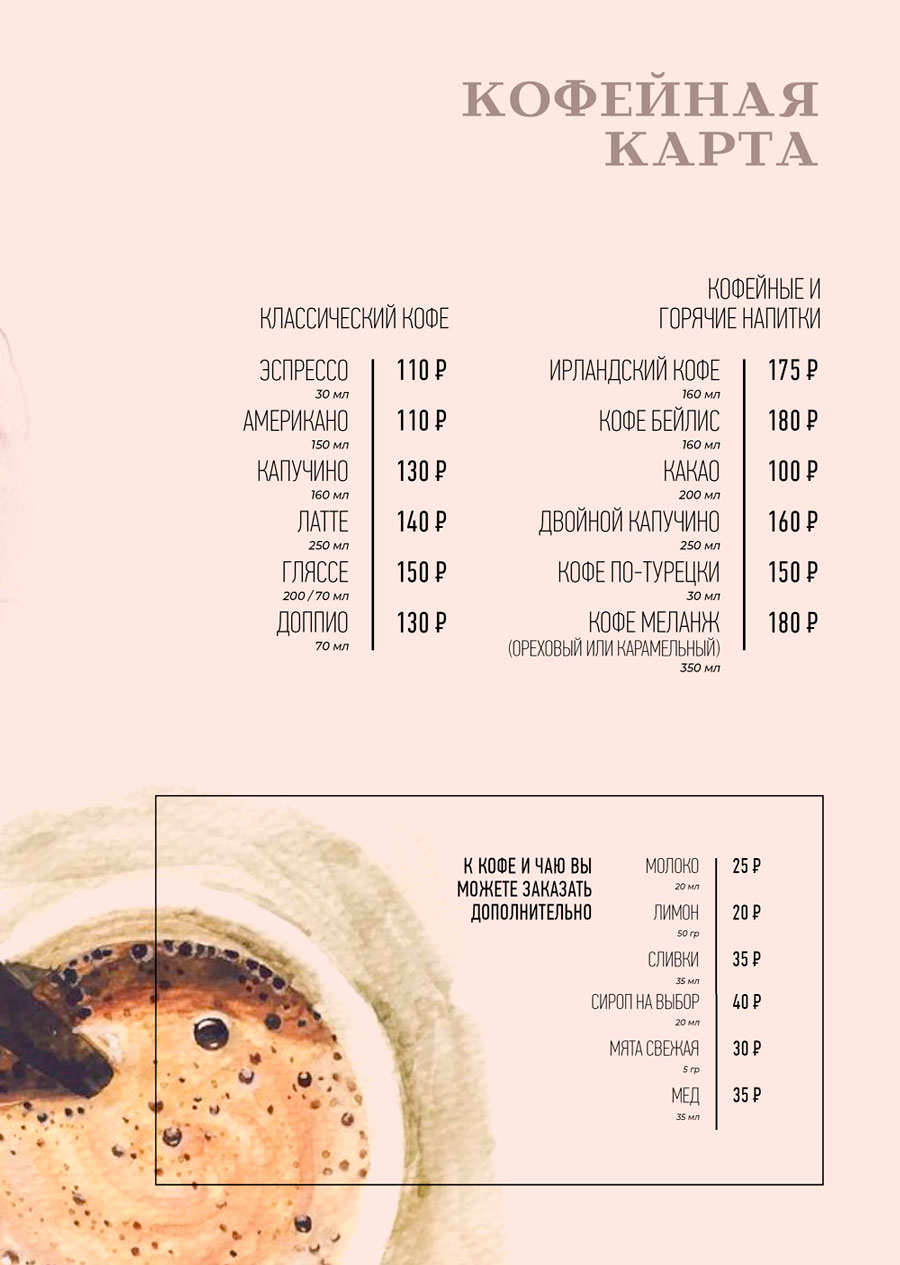 КОФЕЙНАЯ
КАРТА
КЛАССИЧЕСКИЙ КОФЕ
ЭСПРЕССО 110 ₽
30 мл
АМЕРИКАНО 110 ₽
150 мл
КАПУЧИНО 130 ₽
160 мл
ЛАТТЕ 140 ₽
250 мл
ГЛЯССЕ 150 ₽
200 / 70 мл
ДОППИО 130 ₽
70 мл
КОФЕЙНЫЕ И
ГОРЯЧИЕ НАПИТКИ
ИРЛАНДСКИЙ КОФЕ 175 ₽
160 мл
КОФЕ БЕЙЛИС 180 ₽
160 мл
КАКАО 100 ₽
200 мл
ДВОЙНОЙ КАПУЧИНО 160 ₽
250 мл
КОФЕ ПО-ТУРЕЦКИ 150 ₽
30 мл
КОФЕ МЕЛАНЖ 180 ₽
(ОРЕХОВЫЙ ИЛИ КАРАМЕЛЬНЫЙ)
350 мл
К КОФЕ И ЧАЮ ВЫ
МОЖЕТЕ ЗАКАЗАТЬ
ДОПОЛНИТЕЛЬНО
МОЛОКО 25 ₽
20 мл
ЛИМОН 20 ₽
50 гр
СЛИВКИ 35 ₽
35 мл
СИРОП НА ВЫБОР 40 ₽
20 мл
МЯТА СВЕЖАЯ 30 ₽
5 гр
МЕД 35 ₽
35 мл